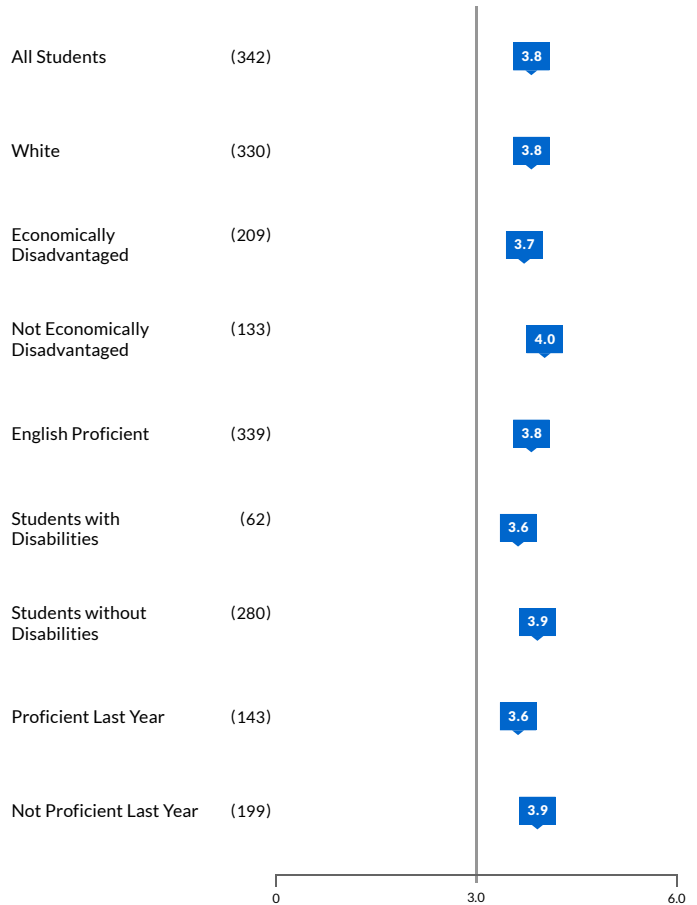 All Students (342) 3.8
White (330) 3.8
Economically (209) 3.7
Disadvantaged
Not Economically (133) 4.0
Disadvantaged
English Proficient (339) 3.8
Students with (62) 3.6
Disabilities
Students without (280) 3.9
Disabilities
Proficient Last Year (143) 3.6
Not Proficient Last Year (199) 3.9
0 3.0 6.0